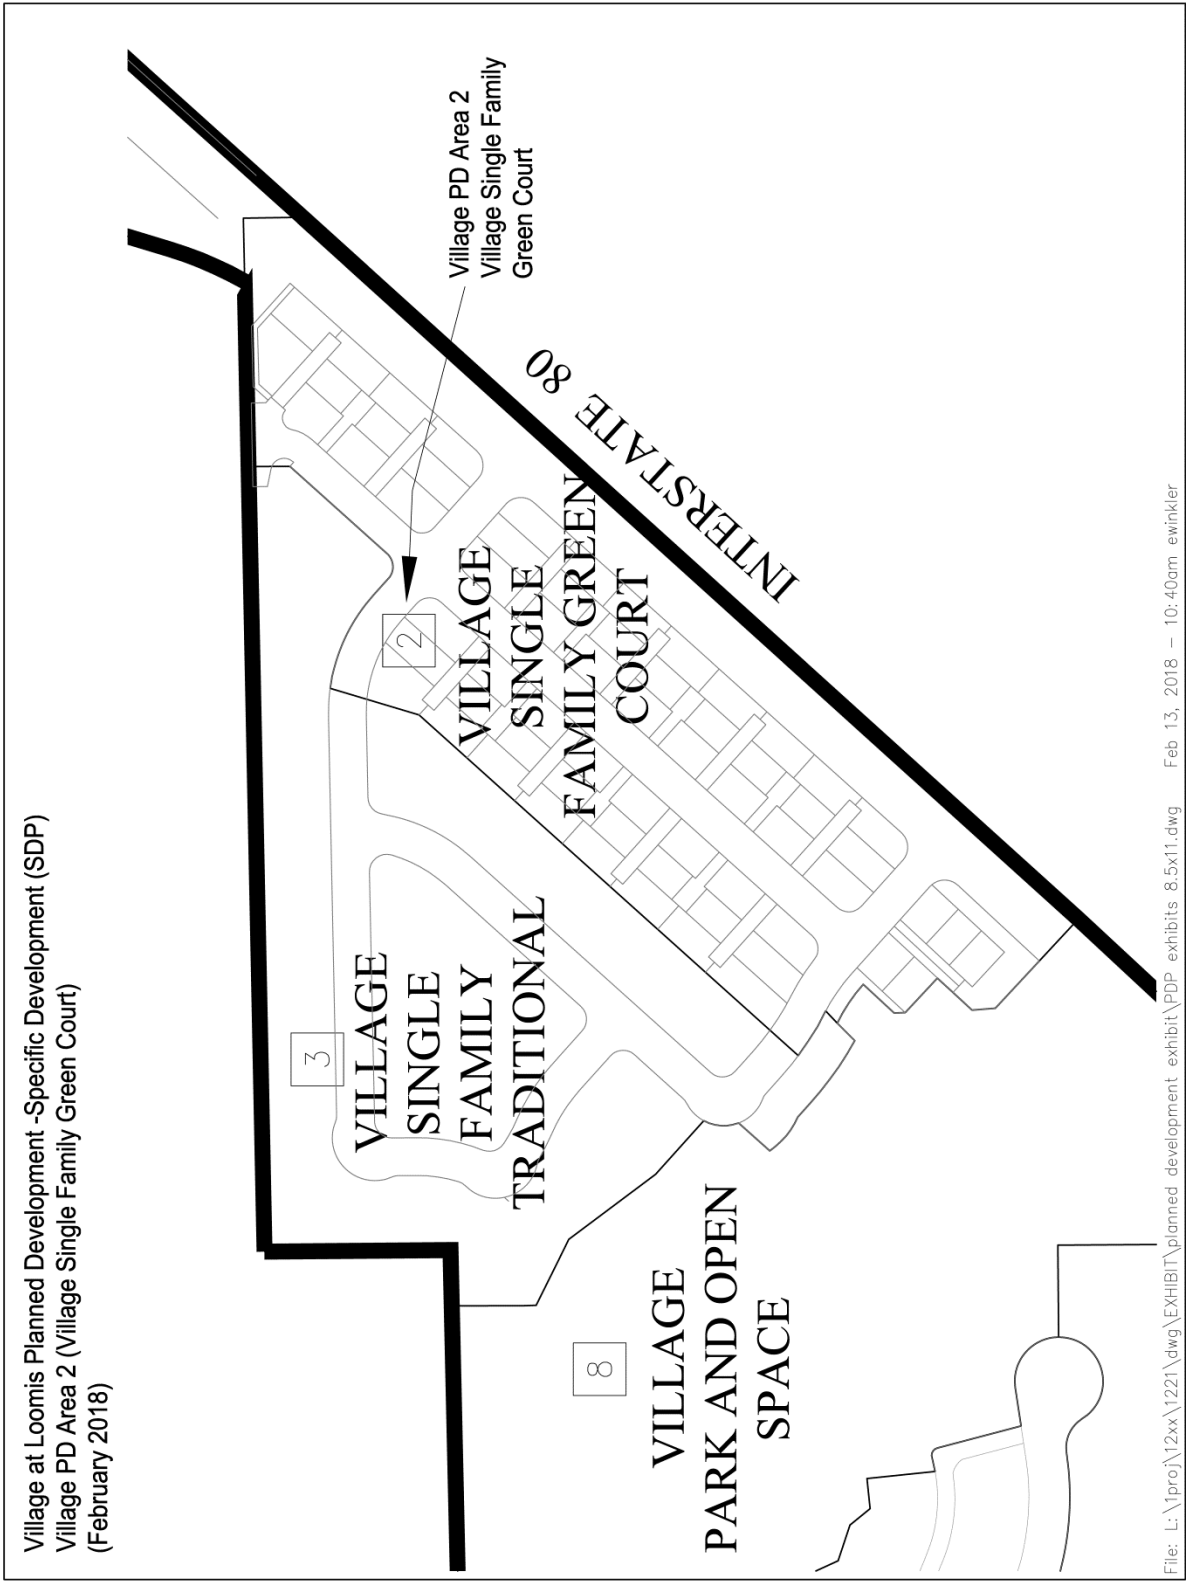 Village at Loomis Planned Development -Specific Development (SDP)
Village PD Area 2 (Village Single Family Green Court)
(February 2018)
Village PD Area 2
Village Single Family
Green Court
INTERSTATE 80
2
VILLAGE
SINGLE
FAMILY GREEN
COURT
3
VILLAGE
SINGLE
FAMILY
TRADITIONAL
8
VILLAGE
PARK AND OPEN
SPACE
File: L:\1proj\12xx\1221\dwg\EXHIBIT\planned development exhibit\PDP exhibits 8.5x11.dwg Feb 13, 2018 - 10:40am ewinkler